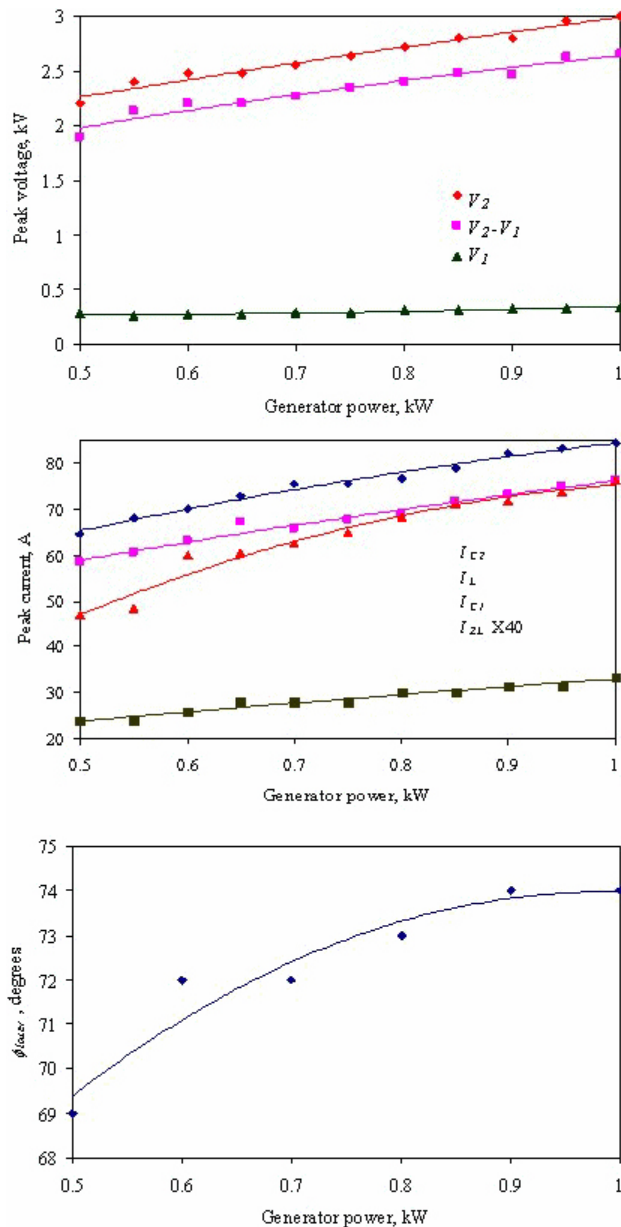 3
2.5
2
1.5
1
0.5
0
Peak voltage, kV
V2
V2-V1
V1
0.5 0.6 0.7 0.8 0.9 1
Generator power, kW
80
70
60
50
40
30
20
Peak current, A
IC2
IL
IC1
I2L X40
0.5 0.6 0.7 0.8 0.9 1
Generator power, kW
75
74
73
72
71
70
69
68
ϕlaser, degrees
0.5 0.6 0.7 0.8 0.9 1
Generator power, kW